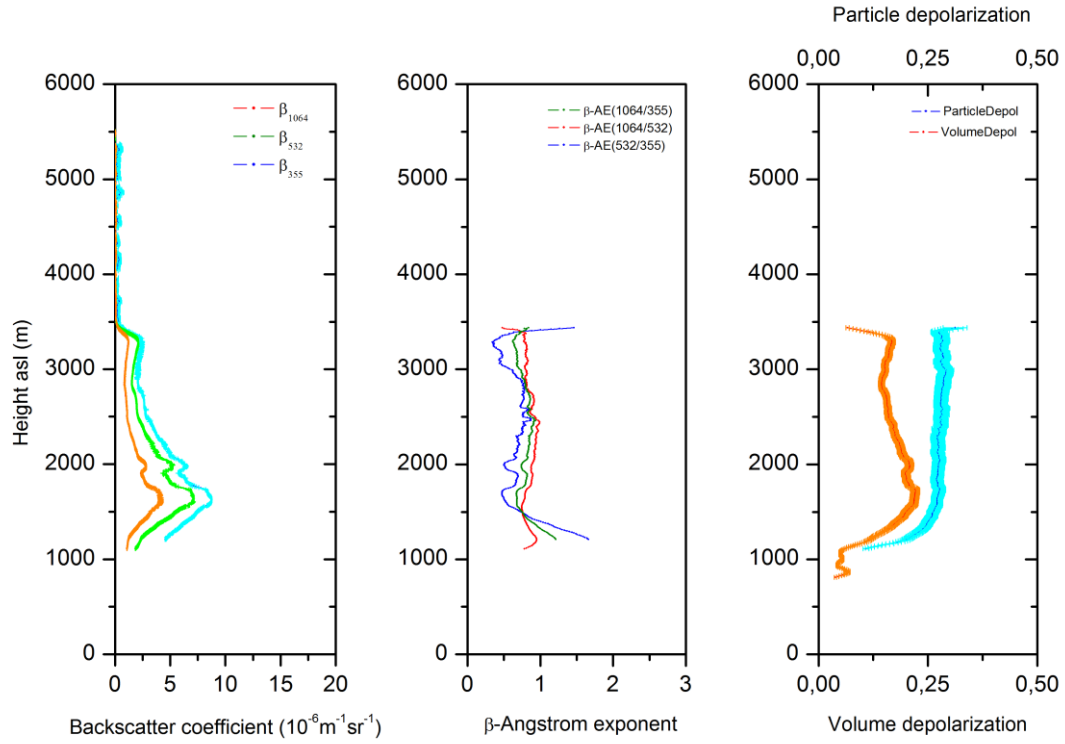 Particle depolarization
0,00 0,25 0,50
6000
5000
4000
3000
2000
1000
0
0 5 10 15 20
Height asl (m)
Backscatter coefficient (10⁻⁶m⁻¹sr⁻¹)
β₁₀₆₄
β₅₃₂
β₃₅₅
6000
5000
4000
3000
2000
1000
0
0 1 2 3
β-Angstrom exponent
β-AE(1064/355)
β-AE(1064/532)
β-AE(532/355)
6000
5000
4000
3000
2000
1000
0
0,00 0,25 0,50
Volume depolarization
ParticleDepol
VolumeDepol